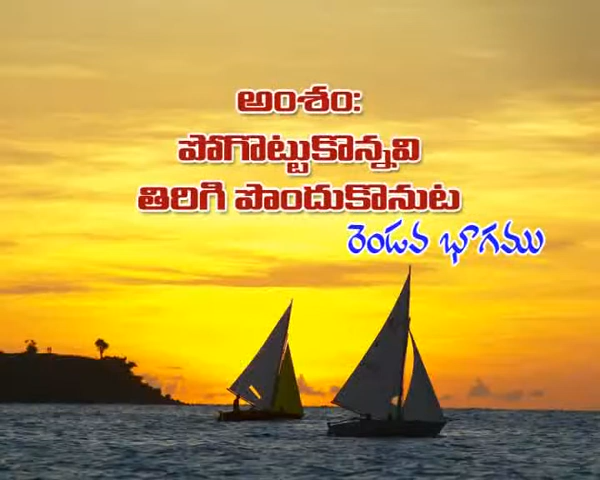 అంశం:
పోగొట్టుకొన్నవి
తిరిగి పొందుకొనుట
రెండవ భాగము